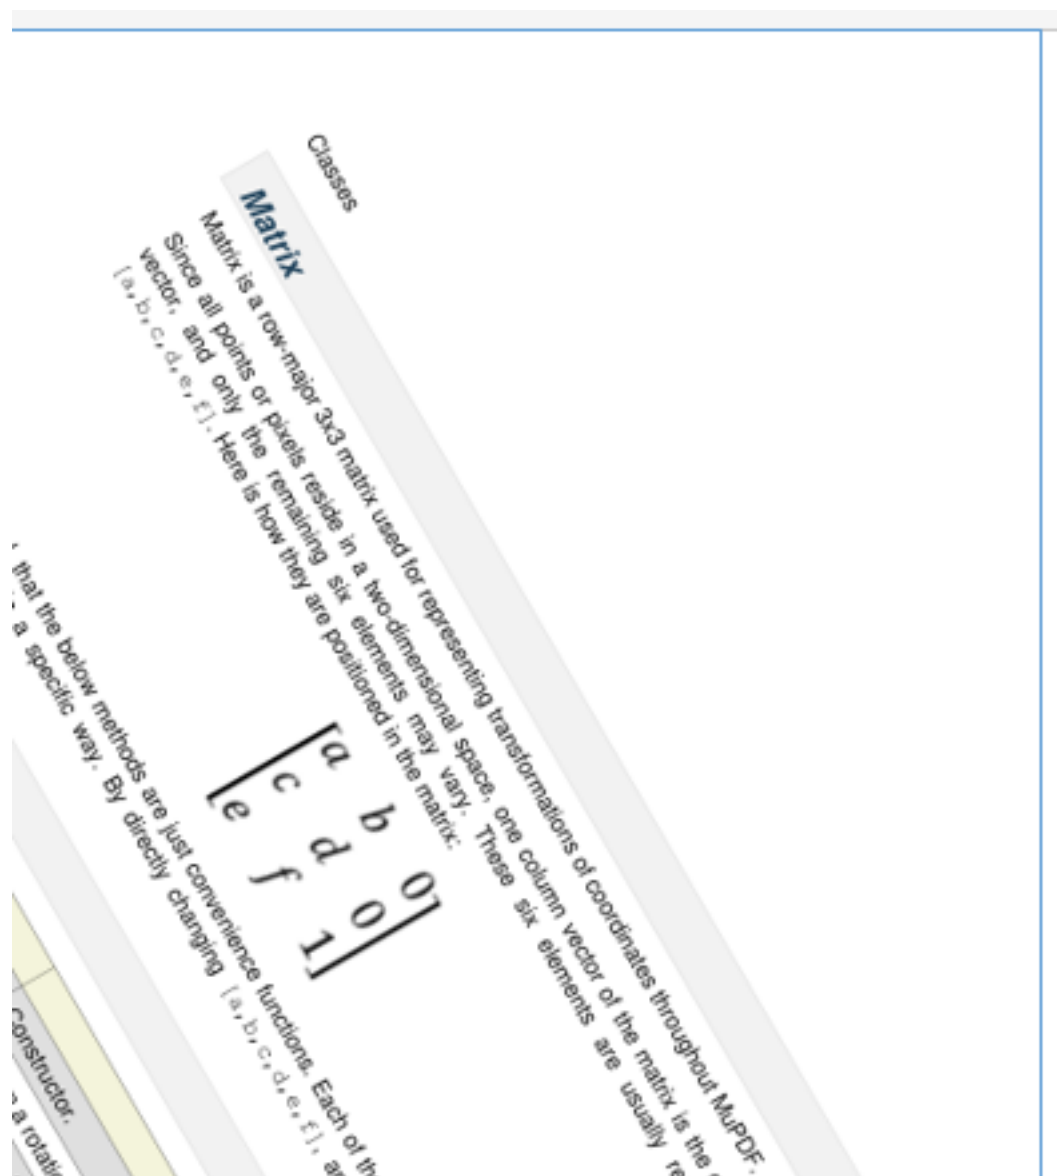 Classes
Matrix
Matrix is a row-major 3x3 matrix used for representing transformations of coordinates throughout MuPDF.
Since all points or pixels reside in a two-dimensional space, one column vector of the matrix is the
vector, and only the remaining six elements may vary. These six elements are usually re
[a,b,c,d,e,f]. Here is how they are positioned in the matrix:
a b 0
c d 0
e f 1
that the below methods are just convenience functions. Each of th
a specific way. By directly changing [a,b,c,d,e,f], a
constructor.
a rotatio